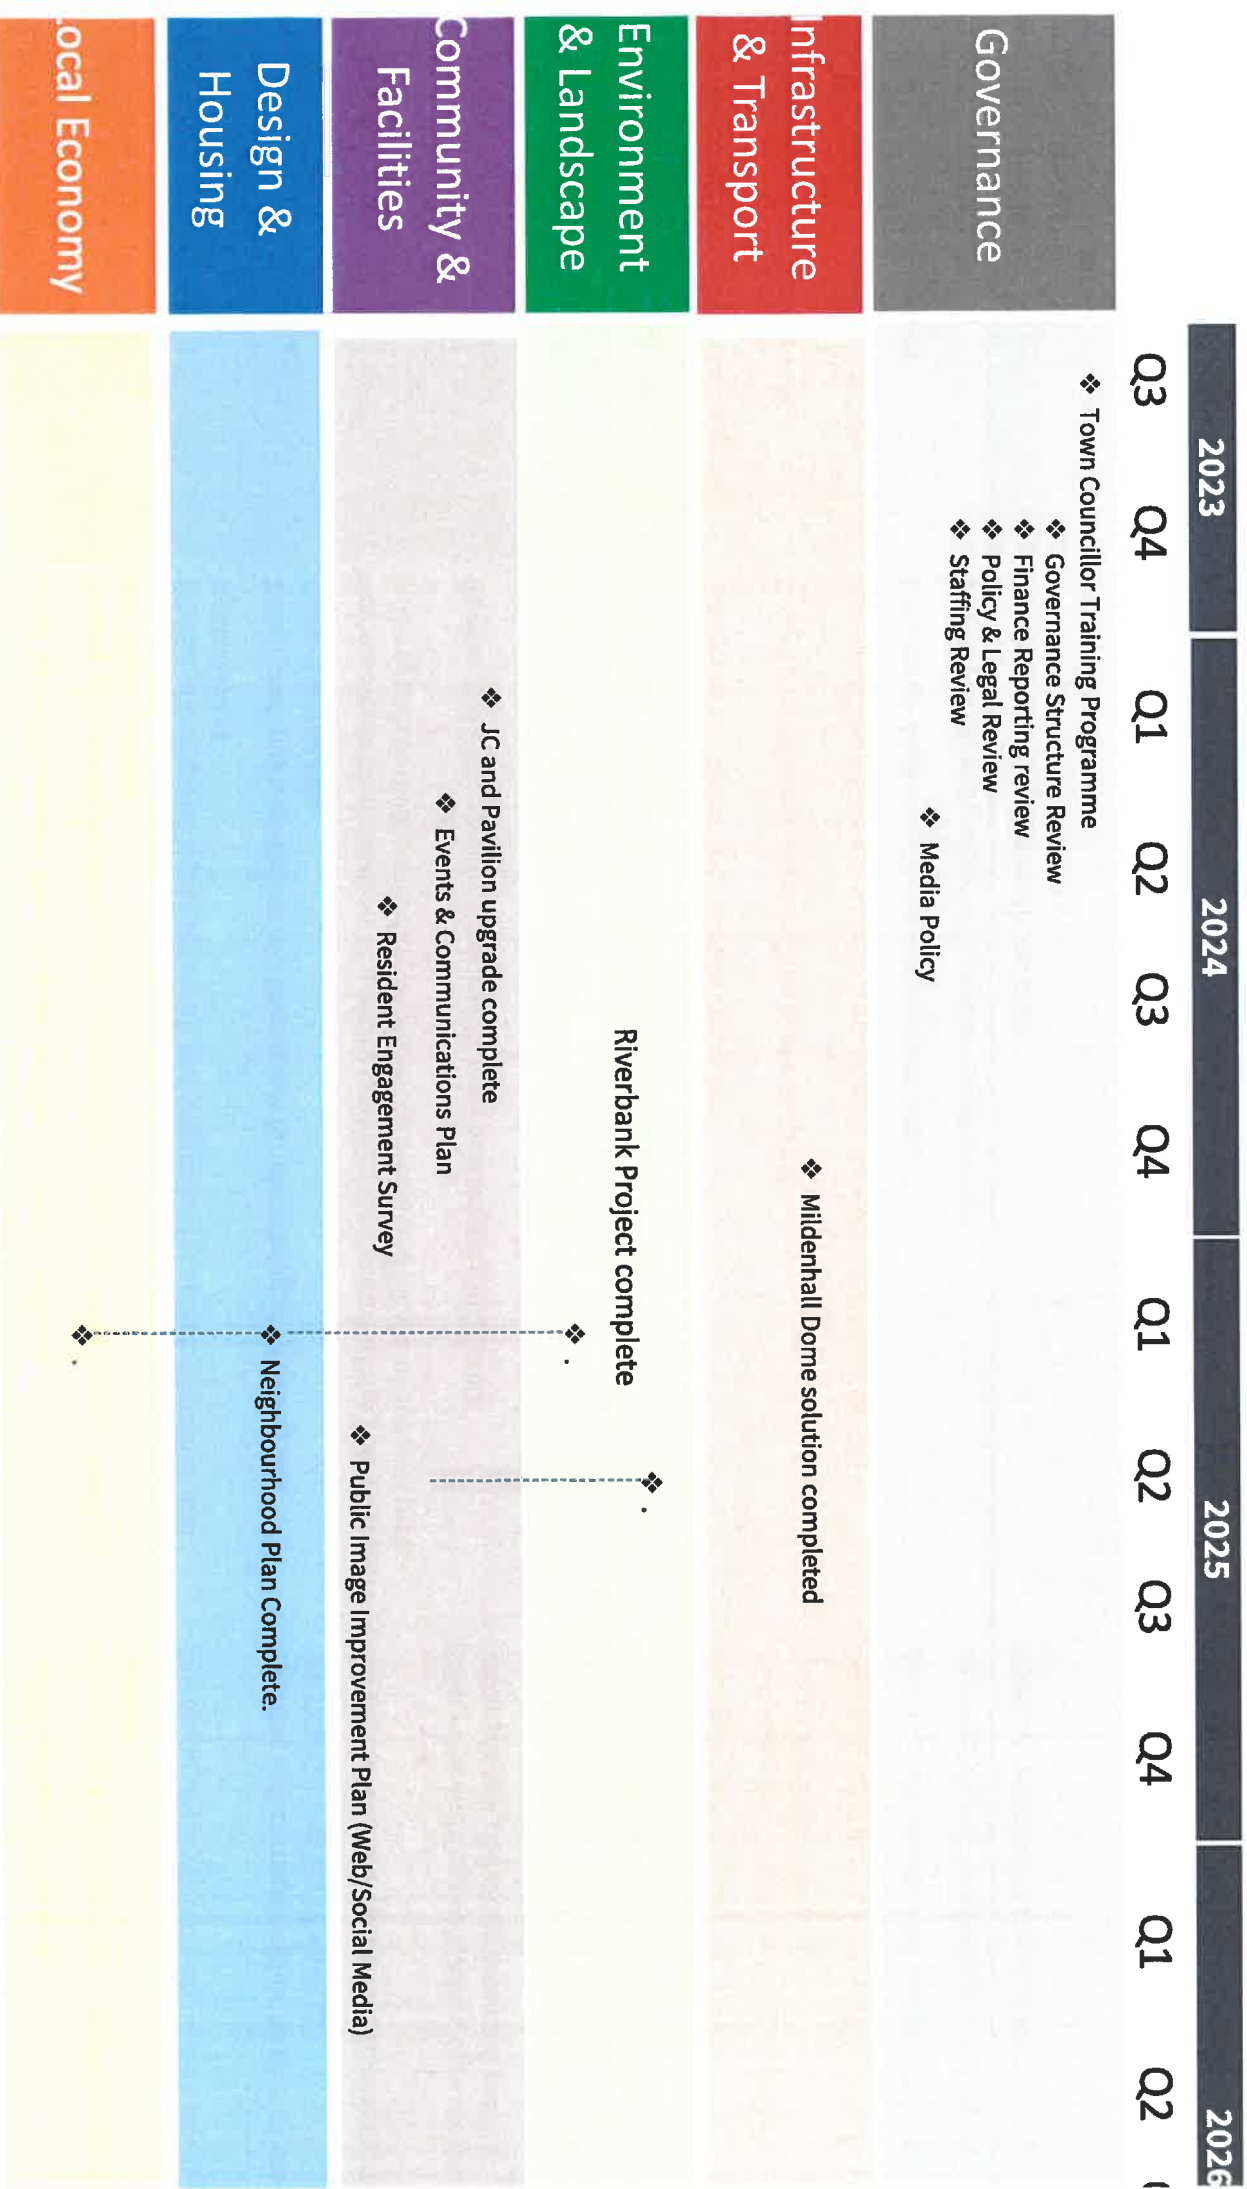 2023
2024
2025
2026
Q3
Q4
Q1
Q2
Q3
Q4
Q1
Q2
Q3
Q4
Q1
Q2
Governance
❖ Town Councillor Training Programme
❖ Governance Structure Review
❖ Finance Reporting review
❖ Policy & Legal Review
❖ Staffing Review
❖ Media Policy
Infrastructure
& Transport
❖ Mildenhall Dome solution completed
Environment
& Landscape
❖ .
Riverbank Project complete
❖ .
Community &
Facilities
❖ JC and Pavilion upgrade complete
❖ Events & Communications Plan
❖ Resident Engagement Survey
❖ Public Image Improvement Plan (Web/Social Media)
Design &
Housing
❖ Neighbourhood Plan Complete.
Local Economy
❖ .